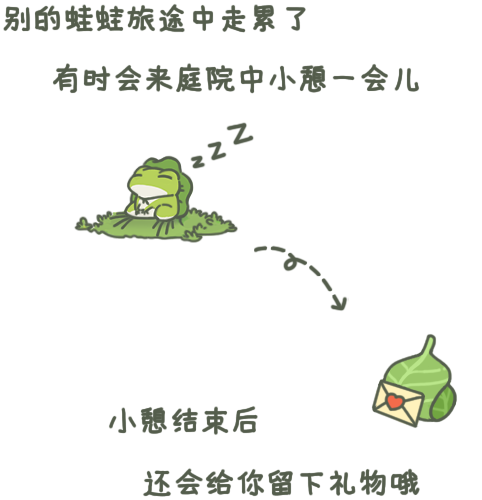 别的蛙蛙旅途中走累了
有时会来庭院中小憩一会儿
zzZ
小憩结束后
还会给你留下礼物哦